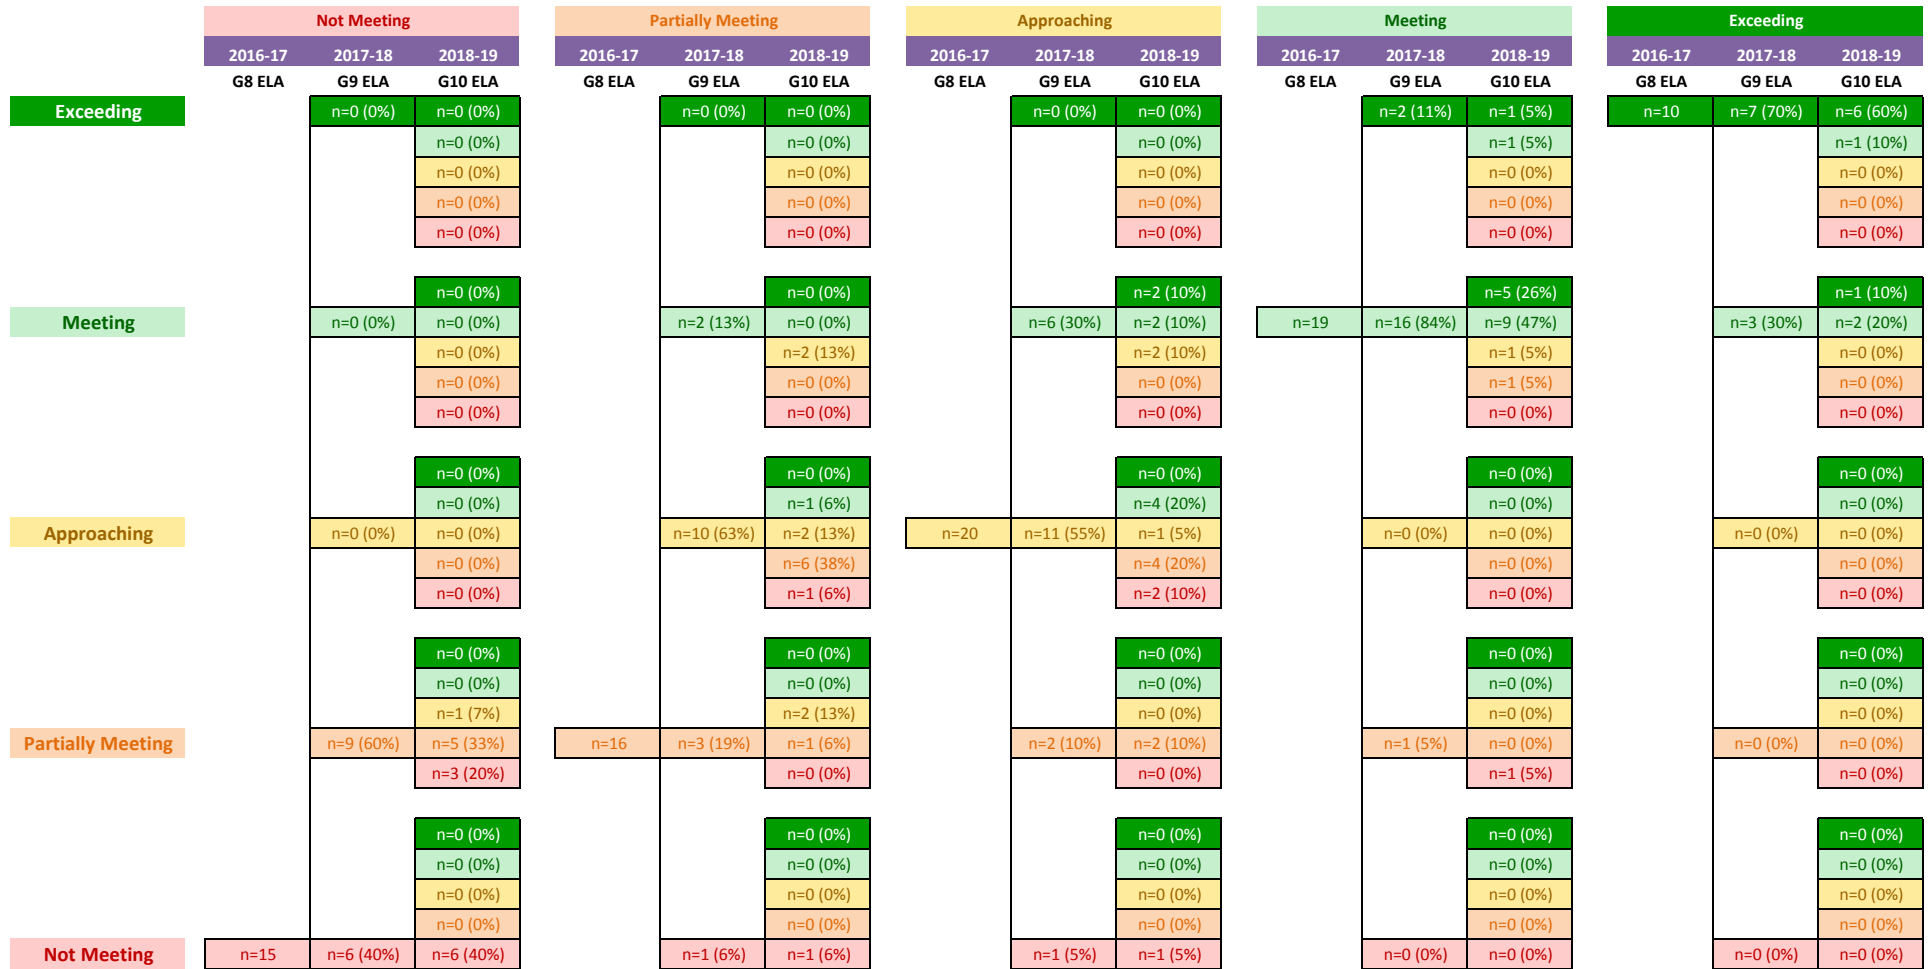 Not Meeting Partially Meeting Approaching Meeting Exceeding
2016-17 2017-18 2018-19 2016-17 2017-18 2018-19 2016-17 2017-18 2018-19 2016-17 2017-18 2018-19 2016-17 2017-18 2018-19
G8 ELA G9 ELA G10 ELA G8 ELA G9 ELA G10 ELA G8 ELA G9 ELA G10 ELA G8 ELA G9 ELA G10 ELA G8 ELA G9 ELA G10 ELA
Exceeding n=0 (0%) n=0 (0%) n=0 (0%) n=0 (0%) n=0 (0%) n=0 (0%) n=2 (11%) n=1 (5%) n=10 n=7 (70%) n=6 (60%)
n=0 (0%) n=0 (0%) n=0 (0%) n=1 (5%) n=1 (10%)
n=0 (0%) n=0 (0%) n=0 (0%) n=0 (0%) n=0 (0%)
n=0 (0%) n=0 (0%) n=0 (0%) n=0 (0%) n=0 (0%)
n=0 (0%) n=0 (0%) n=0 (0%) n=0 (0%) n=0 (0%)
n=0 (0%) n=0 (0%) n=2 (10%) n=5 (26%) n=1 (10%)
Meeting n=0 (0%) n=0 (0%) n=2 (13%) n=0 (0%) n=6 (30%) n=2 (10%) n=19 n=16 (84%) n=9 (47%) n=3 (30%) n=2 (20%)
n=0 (0%) n=2 (13%) n=2 (10%) n=1 (5%) n=0 (0%)
n=0 (0%) n=0 (0%) n=0 (0%) n=1 (5%) n=0 (0%)
n=0 (0%) n=0 (0%) n=0 (0%) n=0 (0%) n=0 (0%)
n=0 (0%) n=0 (0%) n=0 (0%) n=0 (0%) n=0 (0%)
n=0 (0%) n=1 (6%) n=4 (20%) n=0 (0%) n=0 (0%)
Approaching n=0 (0%) n=0 (0%) n=10 (63%) n=2 (13%) n=20 n=11 (55%) n=1 (5%) n=0 (0%) n=0 (0%) n=0 (0%) n=0 (0%)
n=0 (0%) n=6 (38%) n=4 (20%) n=0 (0%) n=0 (0%)
n=0 (0%) n=1 (6%) n=2 (10%) n=0 (0%) n=0 (0%)
n=0 (0%) n=0 (0%) n=0 (0%) n=0 (0%) n=0 (0%)
n=0 (0%) n=0 (0%) n=0 (0%) n=0 (0%) n=0 (0%)
n=1 (7%) n=2 (13%) n=0 (0%) n=0 (0%) n=0 (0%)
Partially Meeting n=9 (60%) n=5 (33%) n=16 n=3 (19%) n=1 (6%) n=2 (10%) n=2 (10%) n=1 (5%) n=0 (0%) n=0 (0%) n=0 (0%)
n=3 (20%) n=0 (0%) n=0 (0%) n=1 (5%) n=0 (0%)
n=0 (0%) n=0 (0%) n=0 (0%) n=0 (0%) n=0 (0%)
n=0 (0%) n=0 (0%) n=0 (0%) n=0 (0%) n=0 (0%)
n=0 (0%) n=0 (0%) n=0 (0%) n=0 (0%) n=0 (0%)
n=0 (0%) n=0 (0%) n=0 (0%) n=0 (0%) n=0 (0%)
Not Meeting n=15 n=6 (40%) n=6 (40%) n=1 (6%) n=1 (6%) n=1 (5%) n=1 (5%) n=0 (0%) n=0 (0%) n=0 (0%) n=0 (0%)